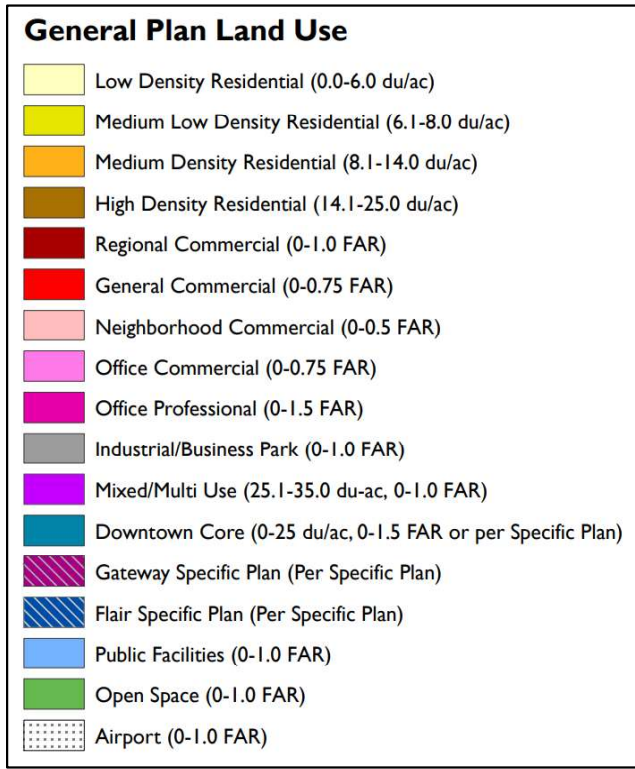 General Plan Land Use
Low Density Residential (0.0-6.0 du/ac)
Medium Low Density Residential (6.1-8.0 du/ac)
Medium Density Residential (8.1-14.0 du/ac)
High Density Residential (14.1-25.0 du/ac)
Regional Commercial (0-1.0 FAR)
General Commercial (0-0.75 FAR)
Neighborhood Commercial (0-0.5 FAR)
Office Commercial (0-0.75 FAR)
Office Professional (0-1.5 FAR)
Industrial/Business Park (0-1.0 FAR)
Mixed/Multi Use (25.1-35.0 du-ac, 0-1.0 FAR)
Downtown Core (0-25 du/ac, 0-1.5 FAR or per Specific Plan)
Gateway Specific Plan (Per Specific Plan)
Flair Specific Plan (Per Specific Plan)
Public Facilities (0-1.0 FAR)
Open Space (0-1.0 FAR)
Airport (0-1.0 FAR)